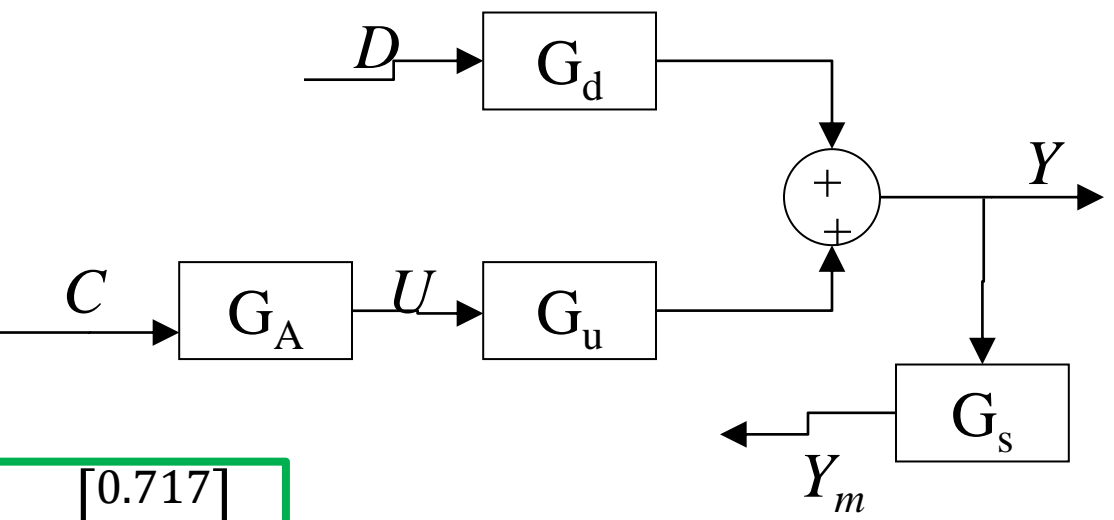 D
G_d
Y
+
+
C
G_A
U
G_u
G_s
Y_m
[0.717]